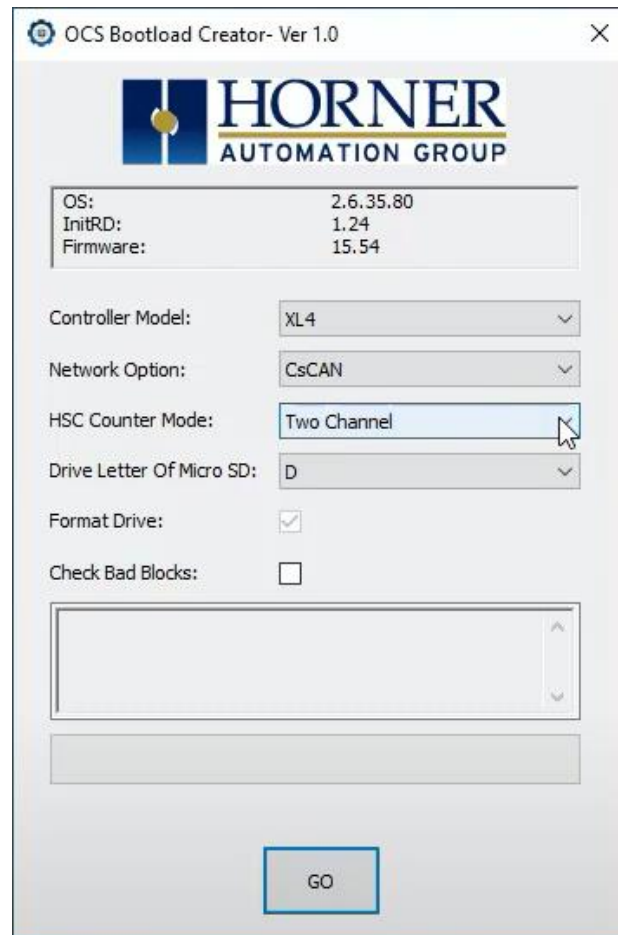 OCS Bootload Creator- Ver 1.0
HORNER
AUTOMATION GROUP
OS: 2.6.35.80
InitRD: 1.24
Firmware: 15.54
Controller Model: XL4
Network Option: CsCAN
HSC Counter Mode: Two Channel
Drive Letter Of Micro SD: D
Format Drive:
Check Bad Blocks:
GO